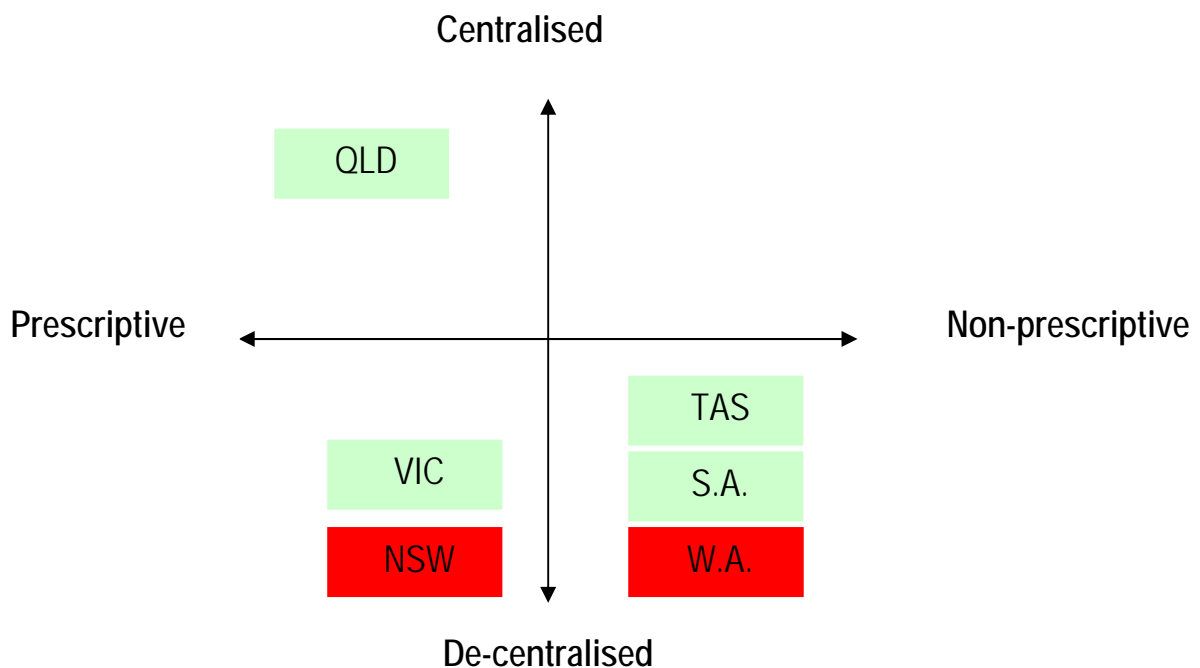 Centralised
QLD
Prescriptive
Non-prescriptive
TAS
VIC
S.A.
NSW
W.A.
De-centralised